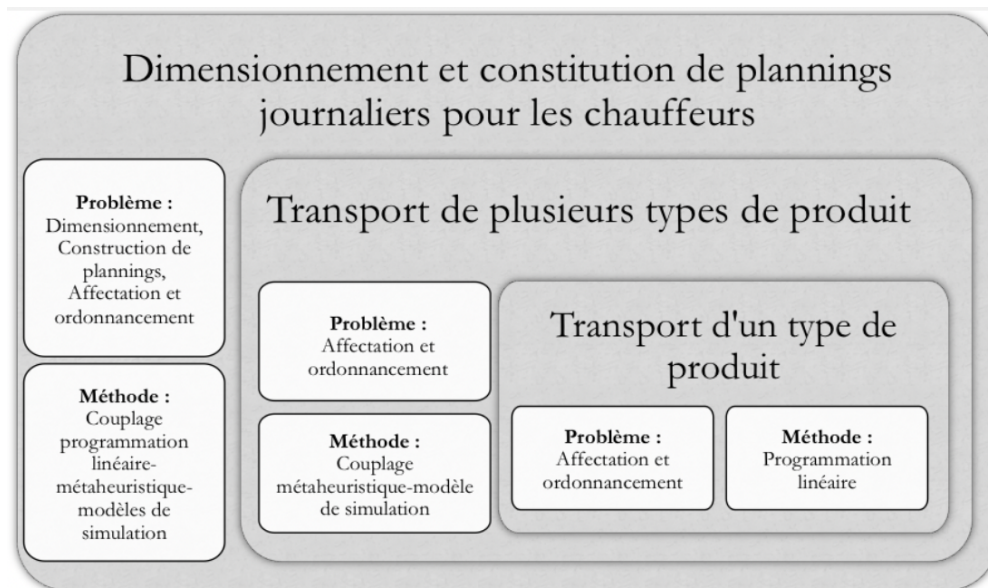 Dimensionnement et constitution de plannings
journaliers pour les chauffeurs
Problème :
Dimensionnement,
Construction de
plannings,
Affectation et
ordonnancement
Méthode :
Couplage
programmation
linéaire-
métaheuristique-
modèles de
simulation
Transport de plusieurs types de produit
Problème :
Affectation et
ordonnancement
Méthode :
Couplage
métaheuristique-modèle
de simulation
Transport d'un type de
produit
Problème :
Affectation et
ordonnancement
Méthode :
Programmation
linéaire